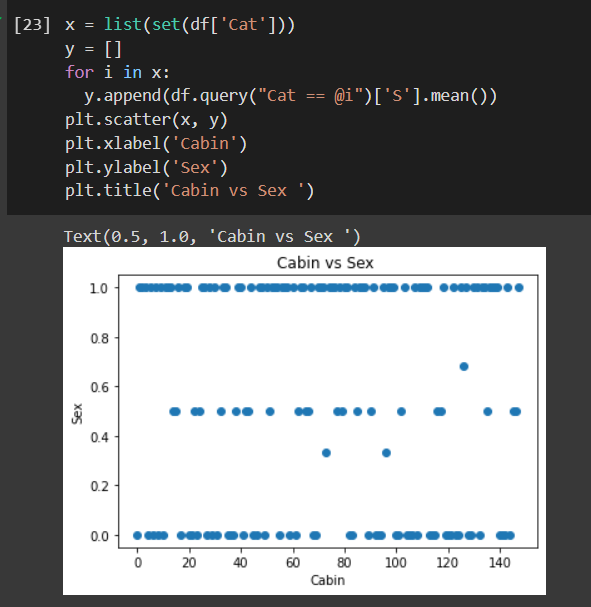 [23] x = list(set(df['Cat']))
y = []
for i in x:
y.append(df.query("Cat == @i")['S'].mean())
plt.scatter(x, y)
plt.xlabel('Cabin')
plt.ylabel('Sex')
plt.title('Cabin vs Sex ')
Text(0.5, 1.0, 'Cabin vs Sex ')
Cabin vs Sex
1.0
0.8
0.6
0.4
0.2
0.0
Sex
0 20 40 60 80 100 120 140
Cabin